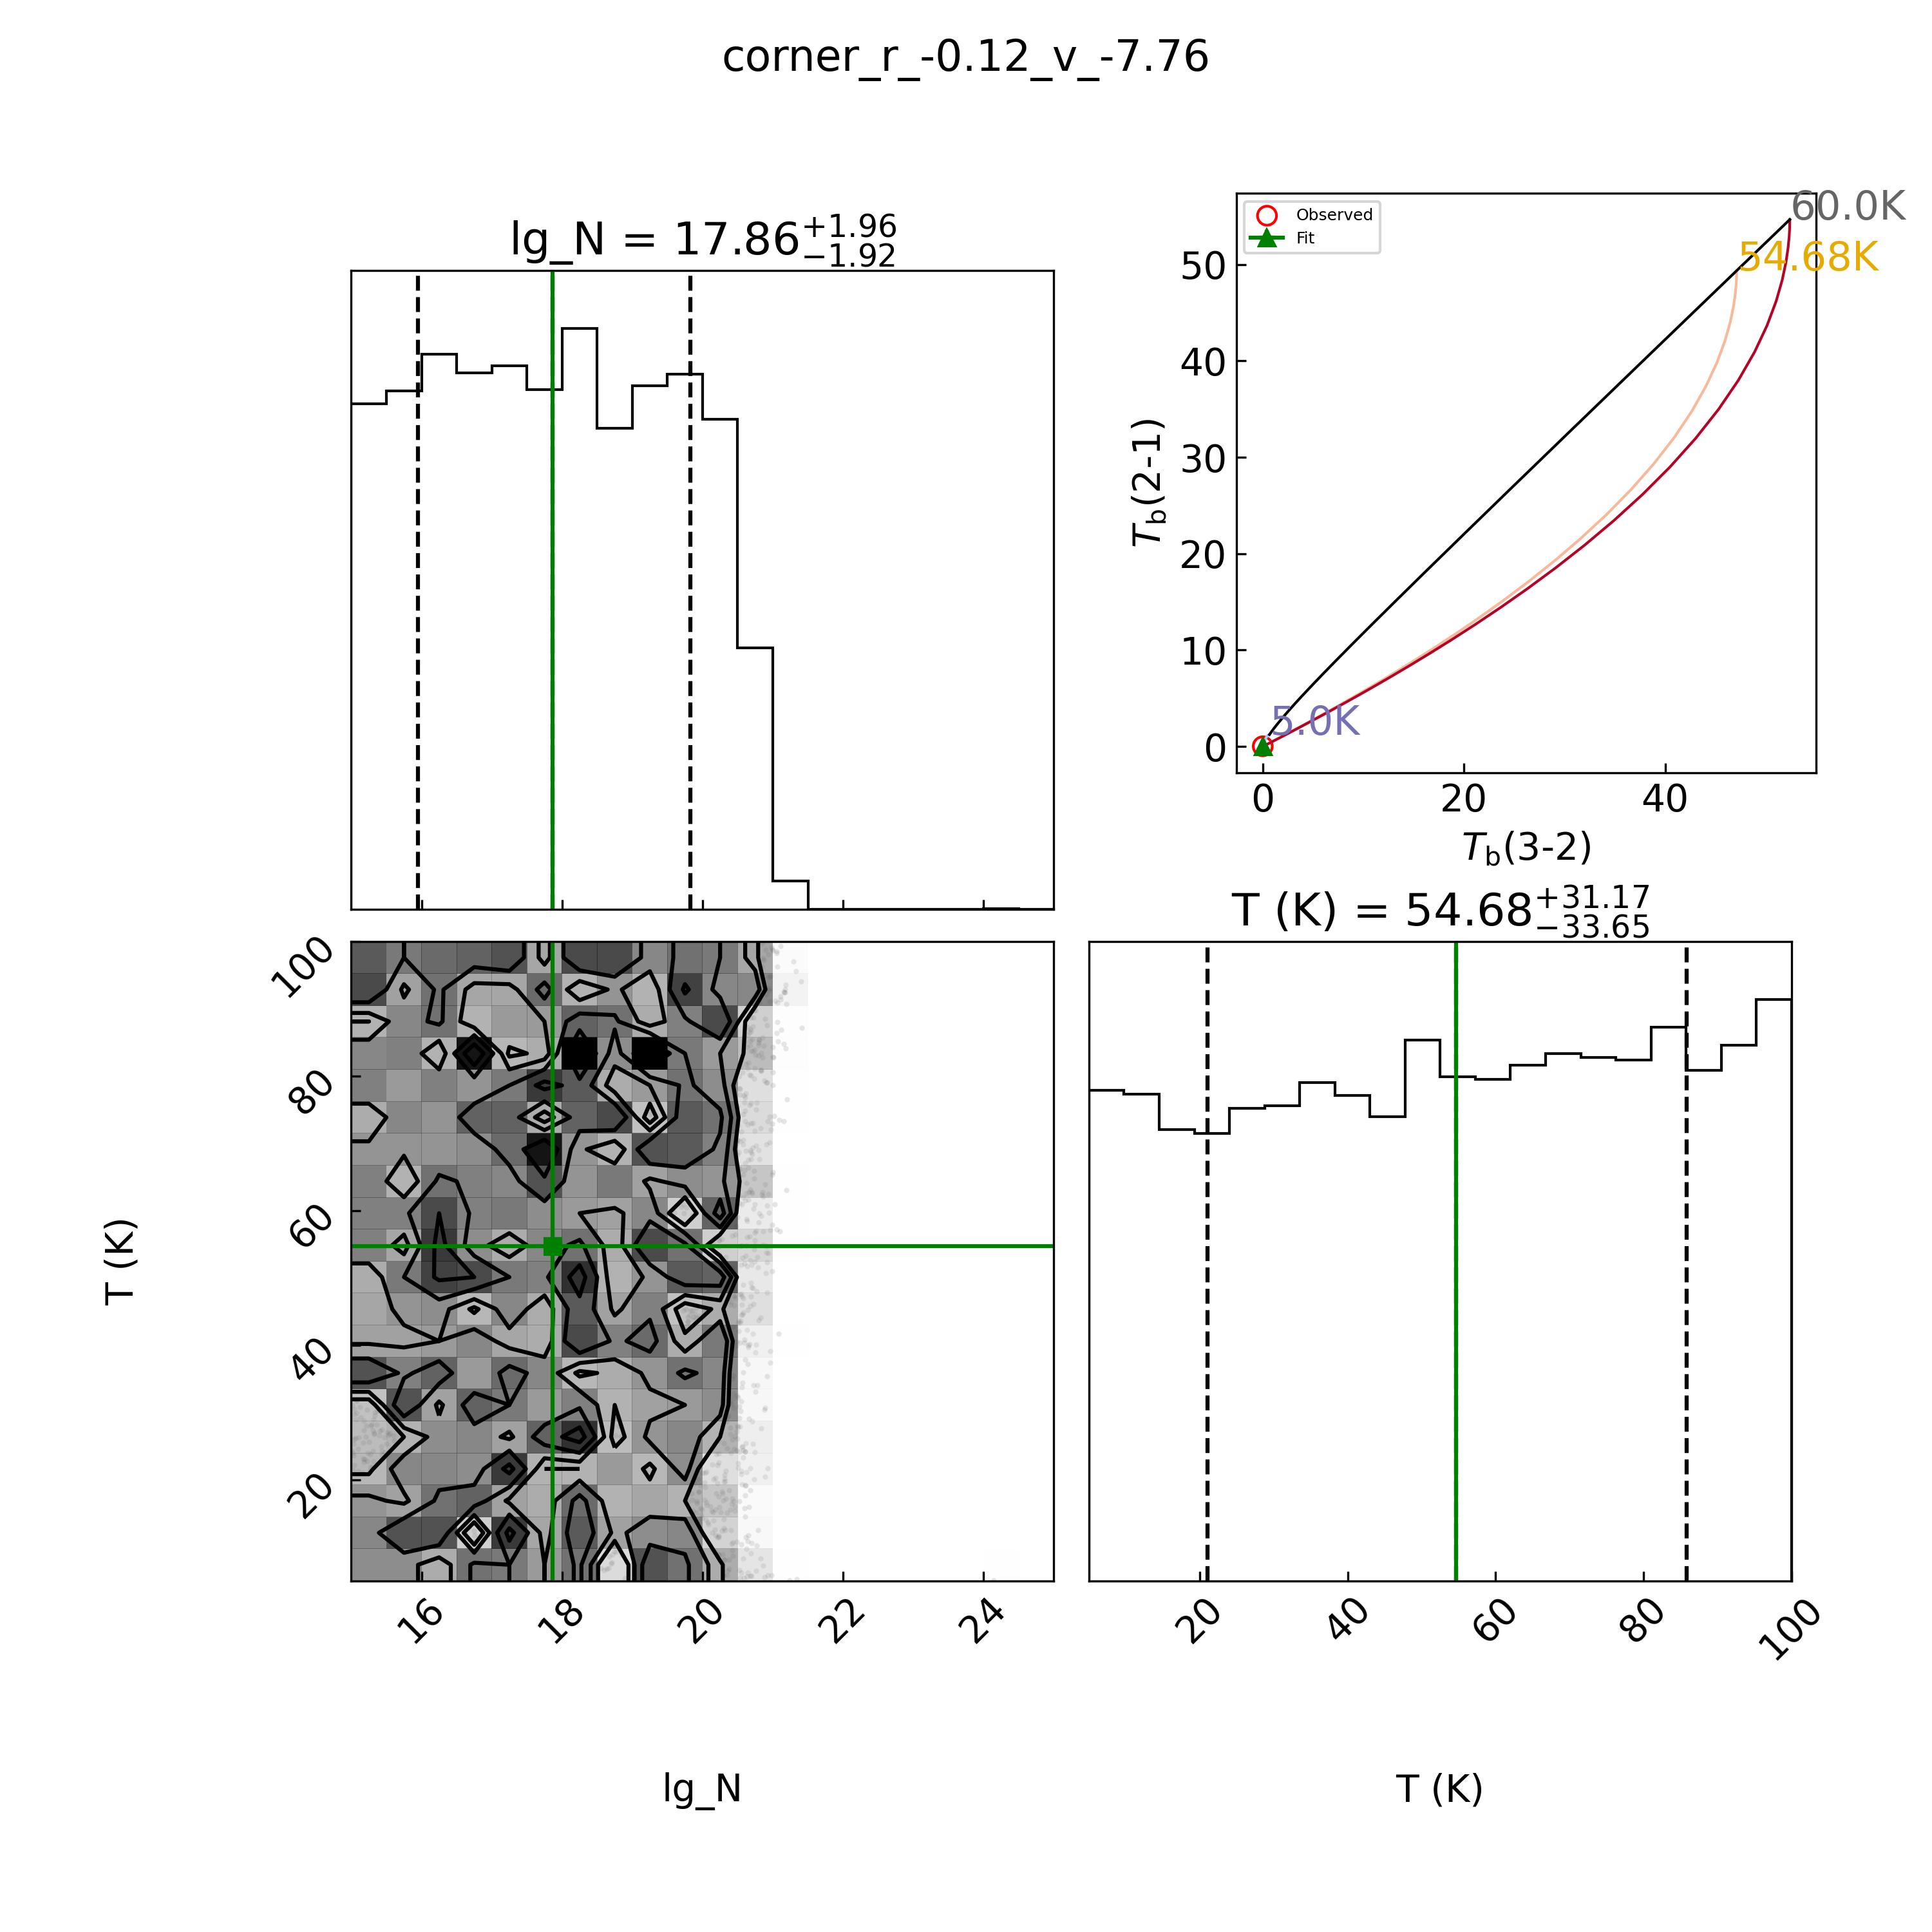 corner_r_-0.12_v_-7.76
lg_N = 17.86+1.96−1.92
60.0K
54.68K
Observed
Fit
50
40
30
20
10
0
5.0K
Tb(2-1)
0 20 40
Tb(3-2)
T (K) = 54.68+31.17−33.65
100
80
60
40
20
T (K)
16 18 20 22 24
20 40 60 80 100
lg_N
T (K)